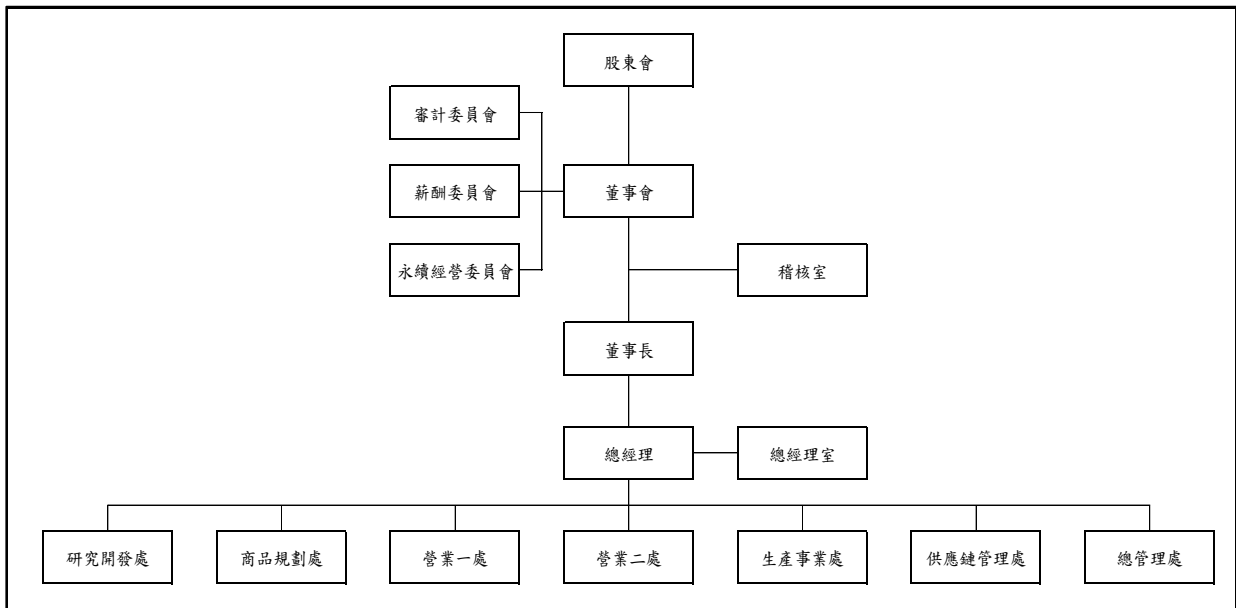 股東會
審計委員會
薪酬委員會
董事會
永續經營委員會
稽核室
董事長
總經理
總經理室
研究開發處
商品規劃處
營業一處
營業二處
生產事業處
供應鏈管理處
總管理處